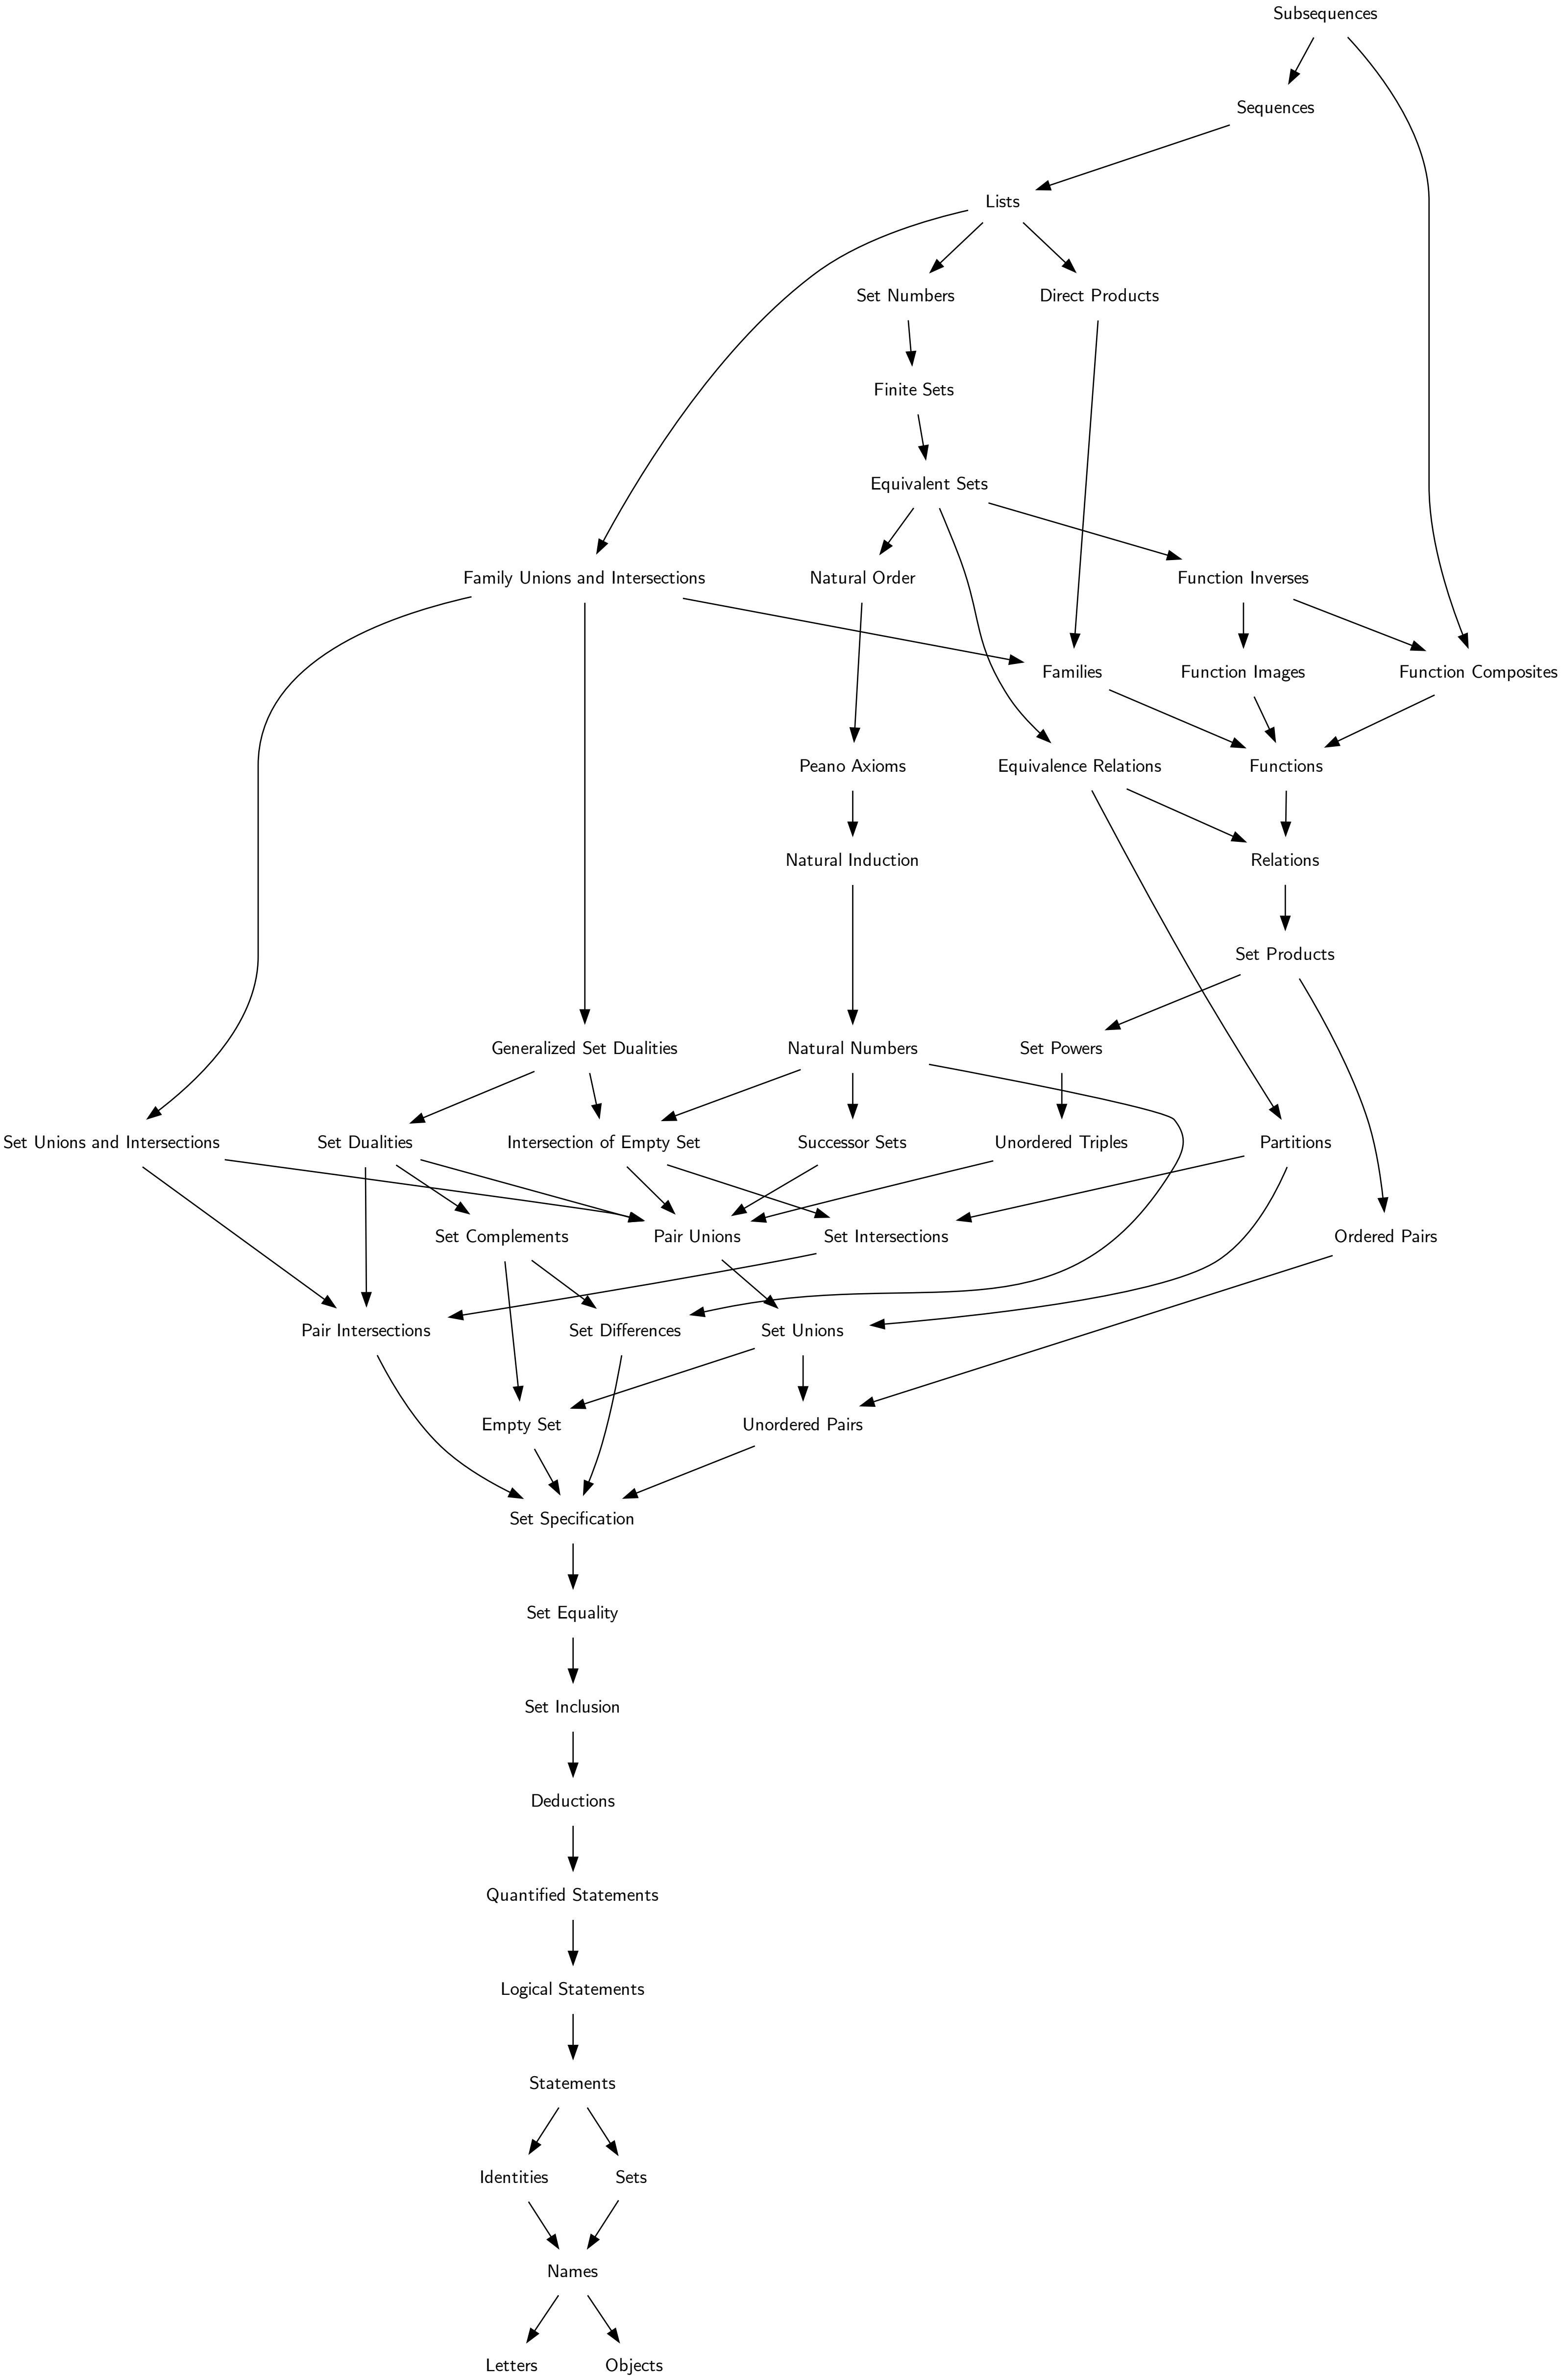 Subsequences
Sequences
Lists
Set Numbers
Direct Products
Finite Sets
Equivalent Sets
Family Unions and Intersections
Natural Order
Function Inverses
Families
Function Images
Function Composites
Peano Axioms
Equivalence Relations
Functions
Natural Induction
Relations
Set Products
Generalized Set Dualities
Natural Numbers
Set Powers
Set Unions and Intersections
Set Dualities
Intersection of Empty Set
Successor Sets
Unordered Triples
Partitions
Set Complements
Pair Unions
Set Intersections
Ordered Pairs
Pair Intersections
Set Differences
Set Unions
Empty Set
Unordered Pairs
Set Specification
Set Equality
Set Inclusion
Deductions
Quantified Statements
Logical Statements
Statements
Identities
Sets
Names
Letters
Objects